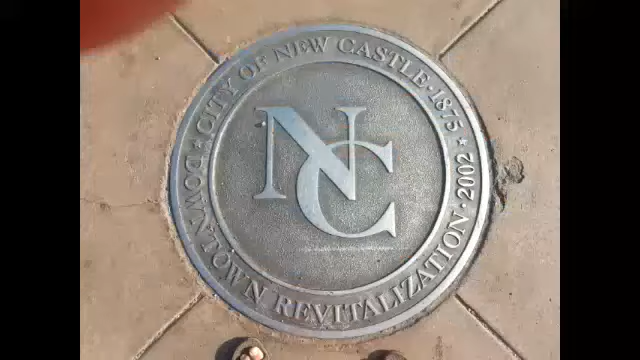 ★ CITY OF NEW CASTLE · 1875 ★
DOWNTOWN REVITALIZATION · 2002
NC